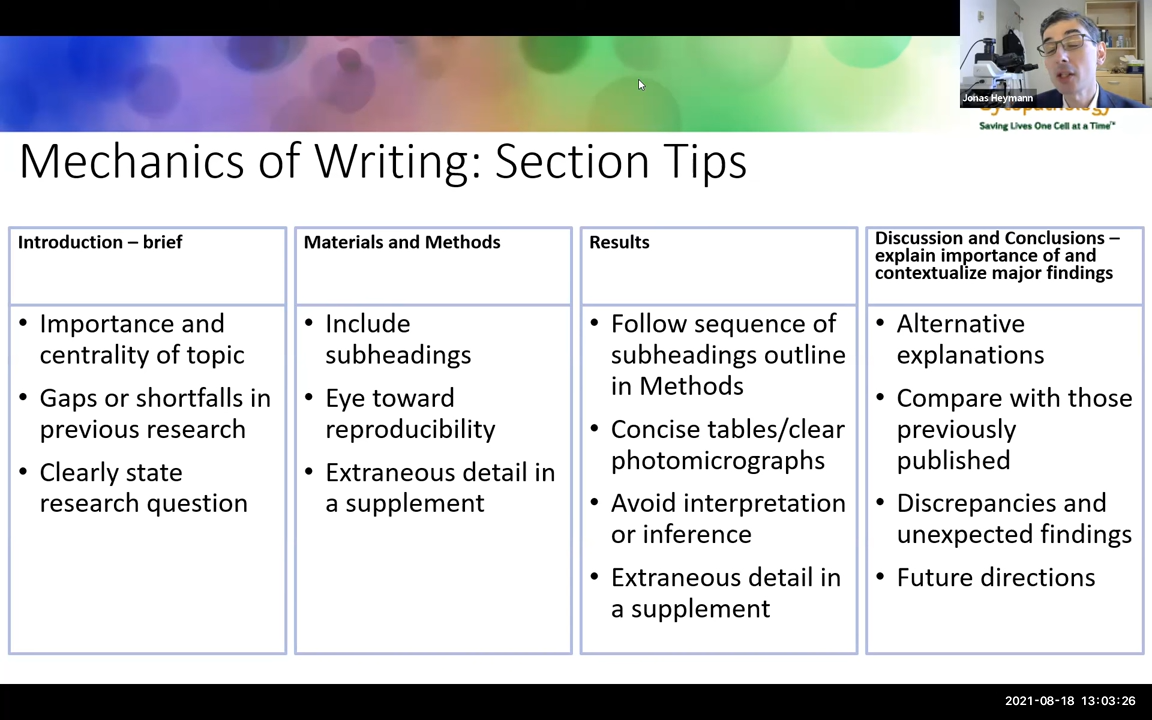 Jonas Heymann
Cytopathology
Saving Lives One Cell at a Time™
Mechanics of Writing: Section Tips
Introduction – brief
• Importance and
centrality of topic
• Gaps or shortfalls in
previous research
• Clearly state
research question
Materials and Methods
• Include
subheadings
• Eye toward
reproducibility
• Extraneous detail in
a supplement
Results
• Follow sequence of
subheadings outline
in Methods
• Concise tables/clear
photomicrographs
• Avoid interpretation
or inference
• Extraneous detail in
a supplement
Discussion and Conclusions –
explain importance of and
contextualize major findings
• Alternative
explanations
• Compare with those
previously
published
• Discrepancies and
unexpected findings
• Future directions
2021-08-18 13:03:26